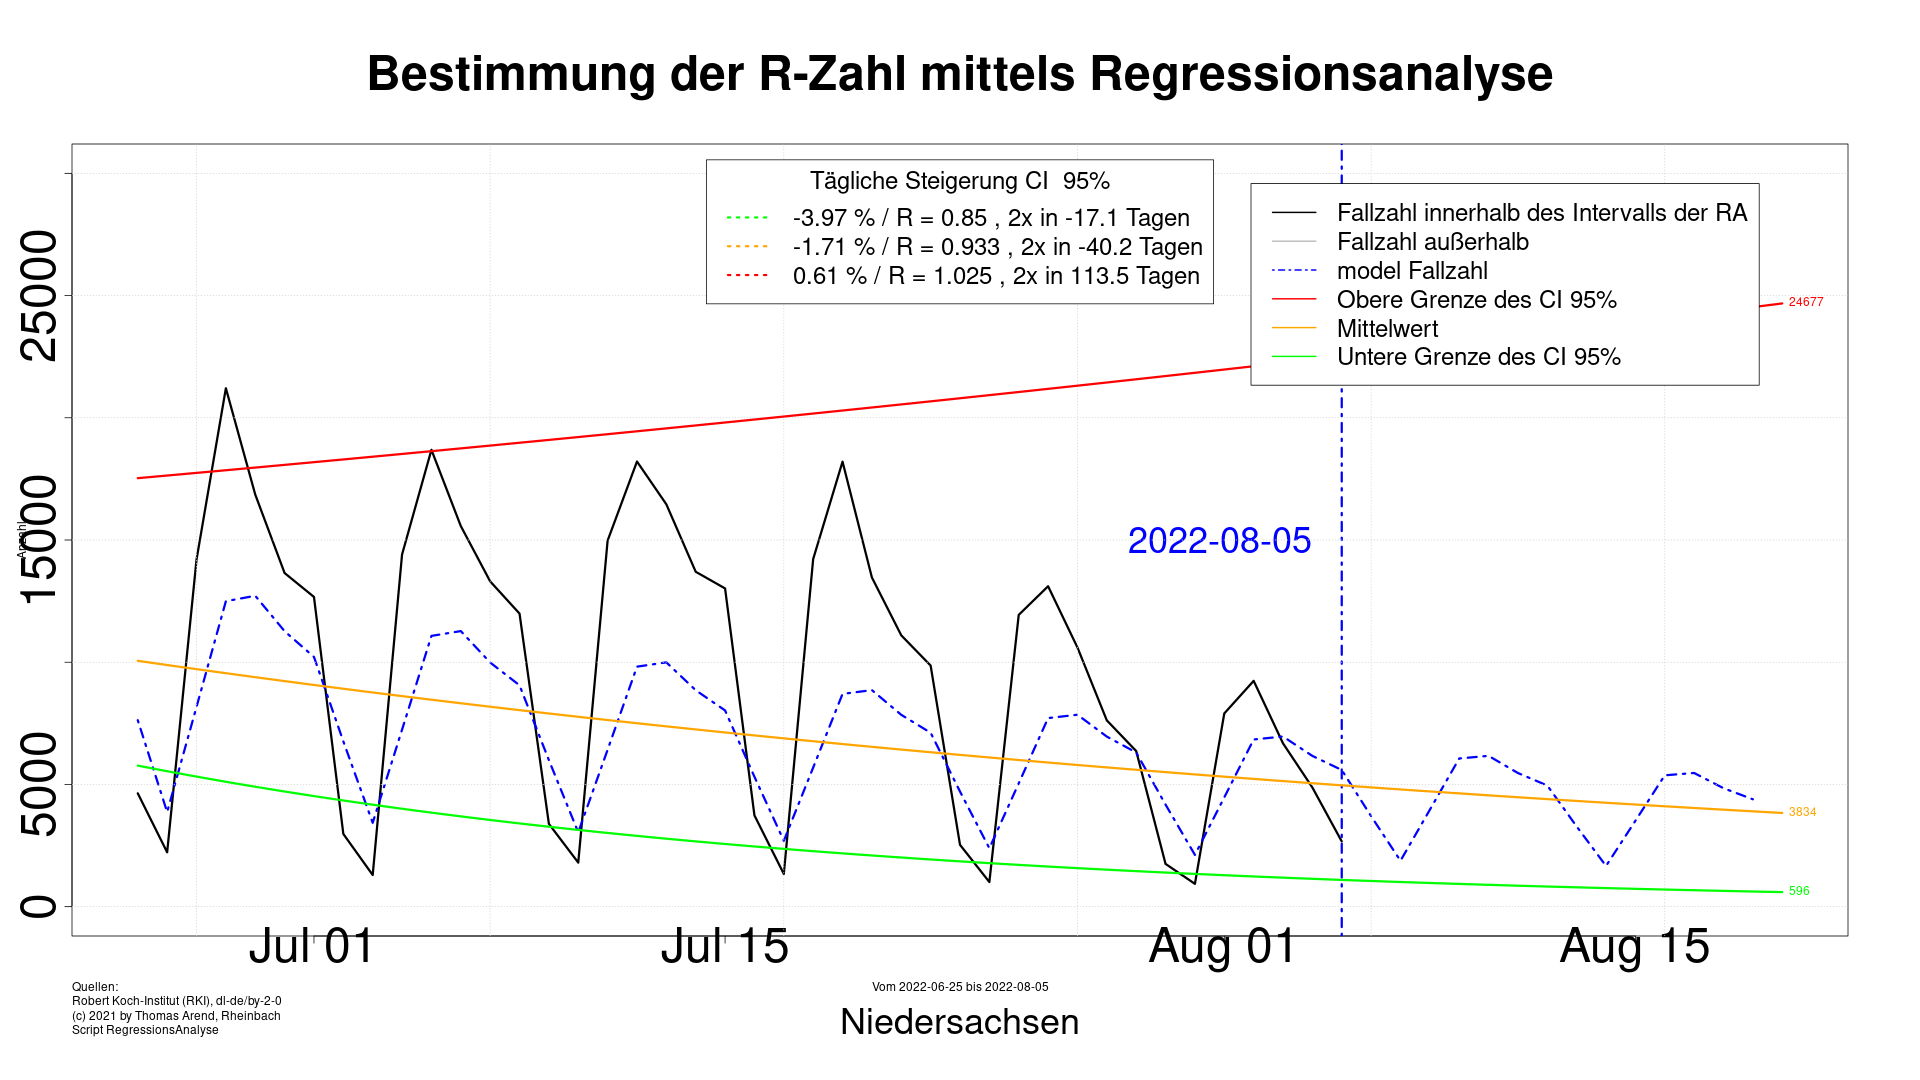 Bestimmung der R-Zahl mittels Regressionsanalyse
Tägliche Steigerung CI  95%
-3.97 % / R = 0.85 , 2x in -17.1 Tagen
-1.71 % / R = 0.933 , 2x in -40.2 Tagen
0.61 % / R = 1.025 , 2x in 113.5 Tagen
Fallzahl innerhalb des Intervalls der RA
Fallzahl außerhalb
model Fallzahl
Obere Grenze des CI 95%
Mittelwert
Untere Grenze des CI 95%
24677
25000
15000
5000
0
Anzahl
2022-08-05
3834
596
Jul 01
Jul 15
Aug 01
Aug 15
Quellen:
Robert Koch-Institut (RKI), dl-de/by-2-0
(c) 2021 by Thomas Arend, Rheinbach
Script RegressionsAnalyse
Vom 2022-06-25 bis 2022-08-05
Niedersachsen